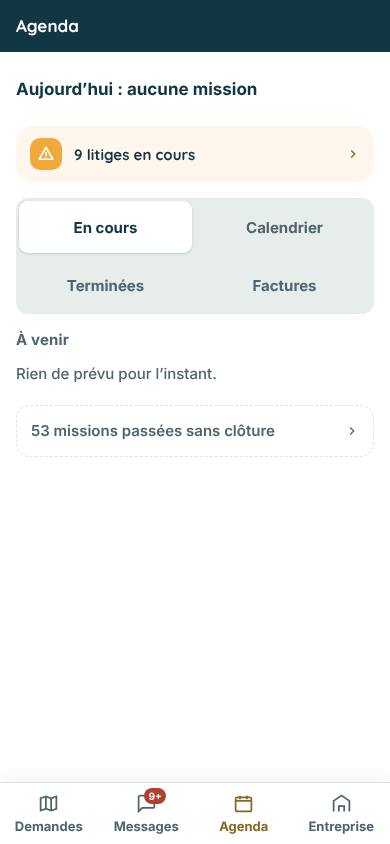 Agenda
Aujourd’hui : aucune mission
9 litiges en cours
En cours
Calendrier
Terminées
Factures
À venir
Rien de prévu pour l’instant.
53 missions passées sans clôture
9+
Demandes
Messages
Agenda
Entreprise